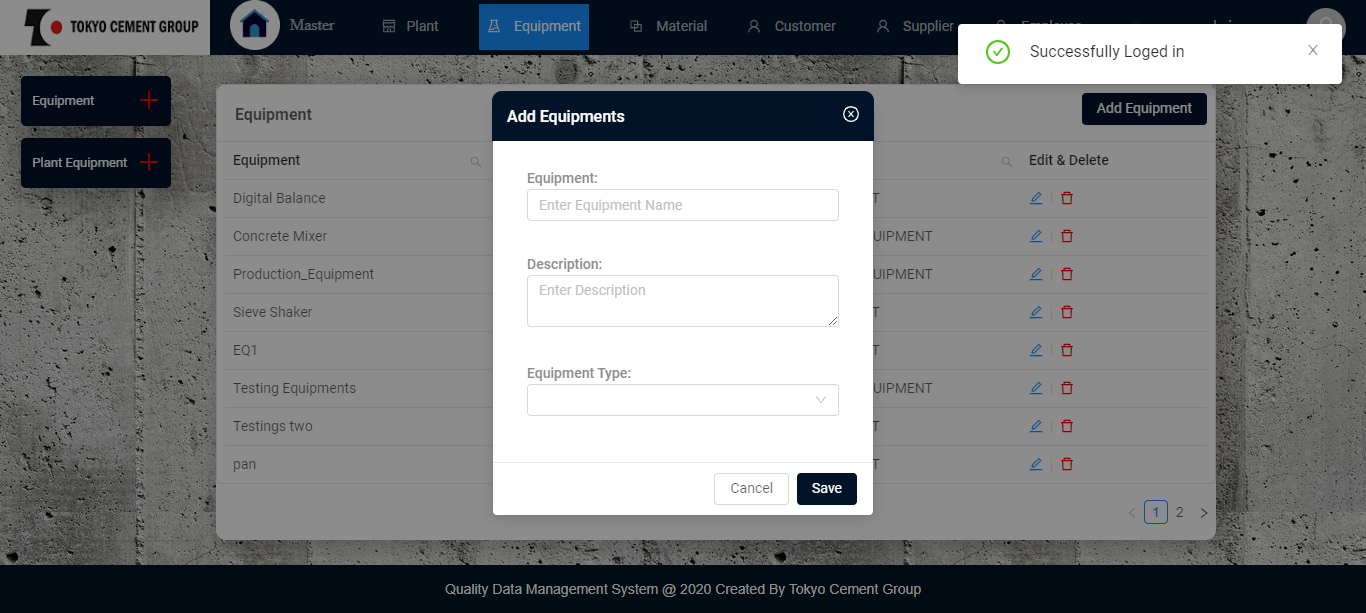 TOKYO CEMENT GROUP
Master
Plant
Equipment
Material
Customer
Supplier
Successfully Loged in
Equipment
Plant Equipment
Equipment
Add Equipment
Equipment
Edit & Delete
Digital Balance
T
Concrete Mixer
UIPMENT
Production_Equipment
UIPMENT
Sieve Shaker
T
EQ1
T
Testing Equipments
UIPMENT
Testings two
T
pan
T
Add Equipments
Equipment:
Enter Equipment Name
Description:
Enter Description
Equipment Type:
Cancel
Save
1
2
Quality Data Management System @ 2020 Created By Tokyo Cement Group